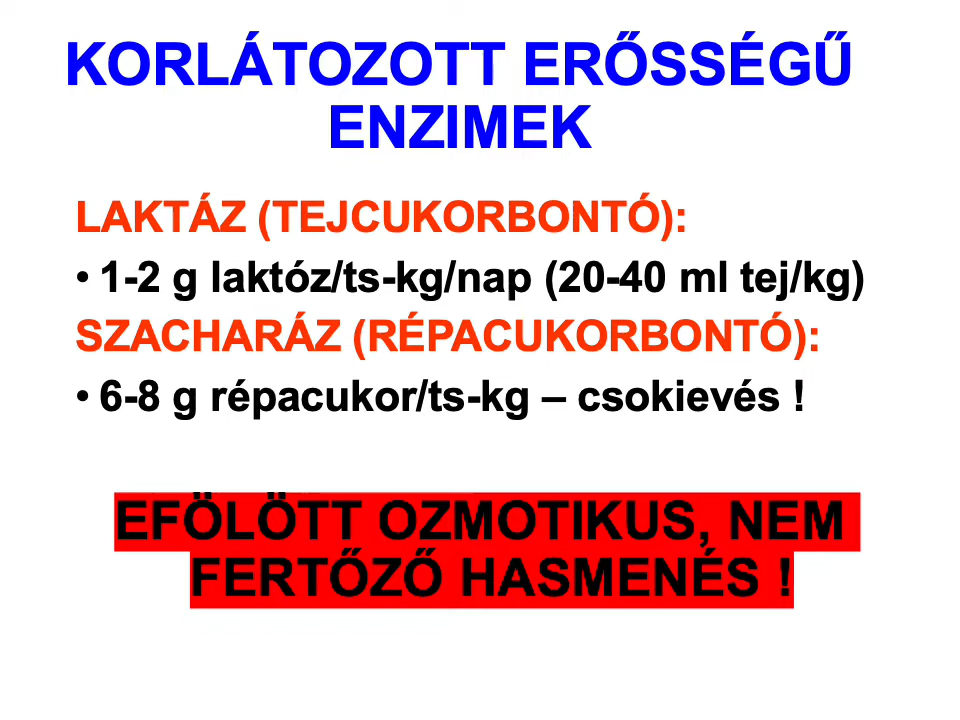 KORLÁTOZOTT ERŐSSÉGŰ
ENZIMEK
LAKTÁZ (TEJCUKORBONTÓ):
• 1-2 g laktóz/ts-kg/nap (20-40 ml tej/kg)
SZACHARÁZ (RÉPACUKORBONTÓ):
• 6-8 g répacukor/ts-kg – csokievés !
EFÖLÖTT OZMOTIKUS, NEM
FERTŐZŐ HASMENÉS !